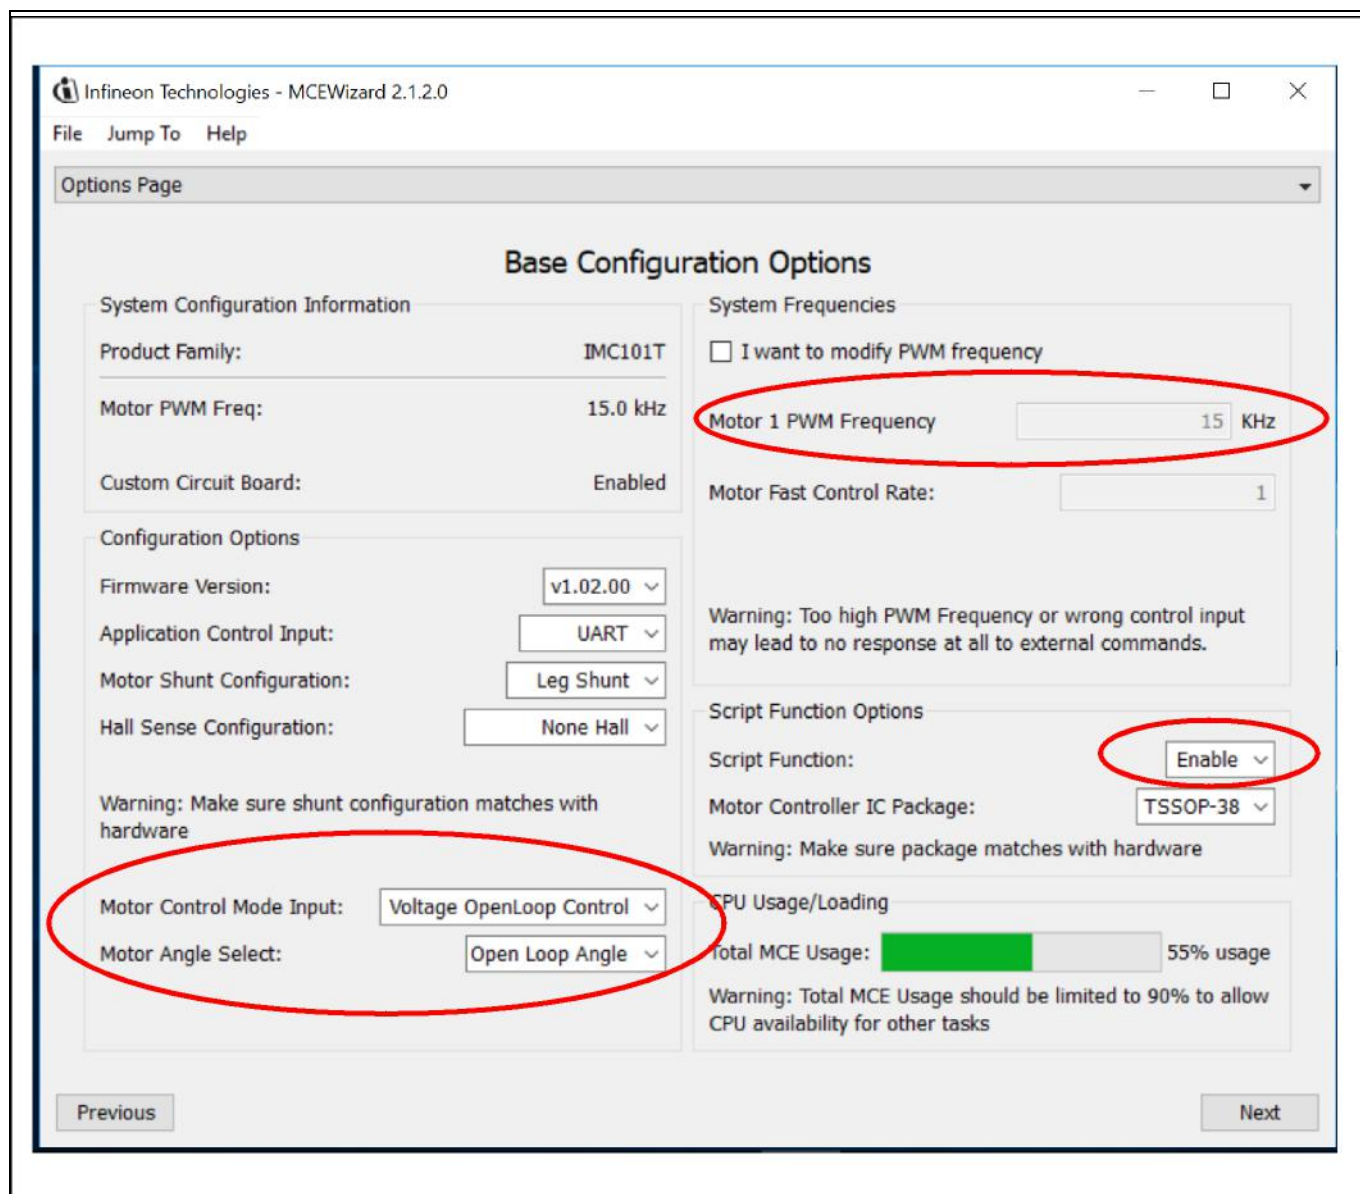 Infineon Technologies - MCEWizard 2.1.2.0
File Jump To Help
Options Page
Base Configuration Options
System Configuration Information
Product Family: IMC101T
Motor PWM Freq: 15.0 kHz
Custom Circuit Board: Enabled
Configuration Options
Firmware Version: v1.02.00
Application Control Input: UART
Motor Shunt Configuration: Leg Shunt
Hall Sense Configuration: None Hall
Warning: Make sure shunt configuration matches with
hardware
Motor Control Mode Input: Voltage OpenLoop Control
Motor Angle Select: Open Loop Angle
System Frequencies
I want to modify PWM frequency
Motor 1 PWM Frequency 15 KHz
Motor Fast Control Rate: 1
Warning: Too high PWM Frequency or wrong control input
may lead to no response at all to external commands.
Script Function Options
Script Function: Enable
Motor Controller IC Package: TSSOP-38
Warning: Make sure package matches with hardware
CPU Usage/Loading
Total MCE Usage: 55% usage
Warning: Total MCE Usage should be limited to 90% to allow
CPU availability for other tasks
Previous
Next